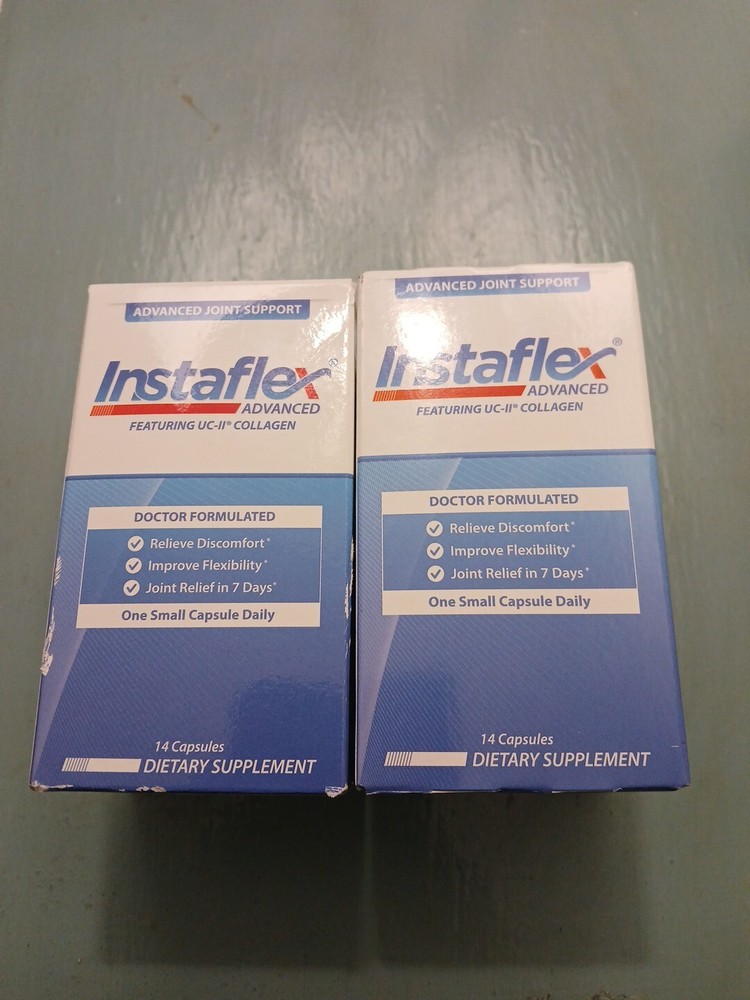 ADVANCED JOINT SUPPORT
Instaflex®
ADVANCED
FEATURING UC-II® COLLAGEN
DOCTOR FORMULATED
Relieve Discomfort*
Improve Flexibility*
Joint Relief in 7 Days*
One Small Capsule Daily
14 Capsules
DIETARY SUPPLEMENT
ADVANCED JOINT SUPPORT
Instaflex®
ADVANCED
FEATURING UC-II® COLLAGEN
DOCTOR FORMULATED
Relieve Discomfort*
Improve Flexibility*
Joint Relief in 7 Days*
One Small Capsule Daily
14 Capsules
DIETARY SUPPLEMENT